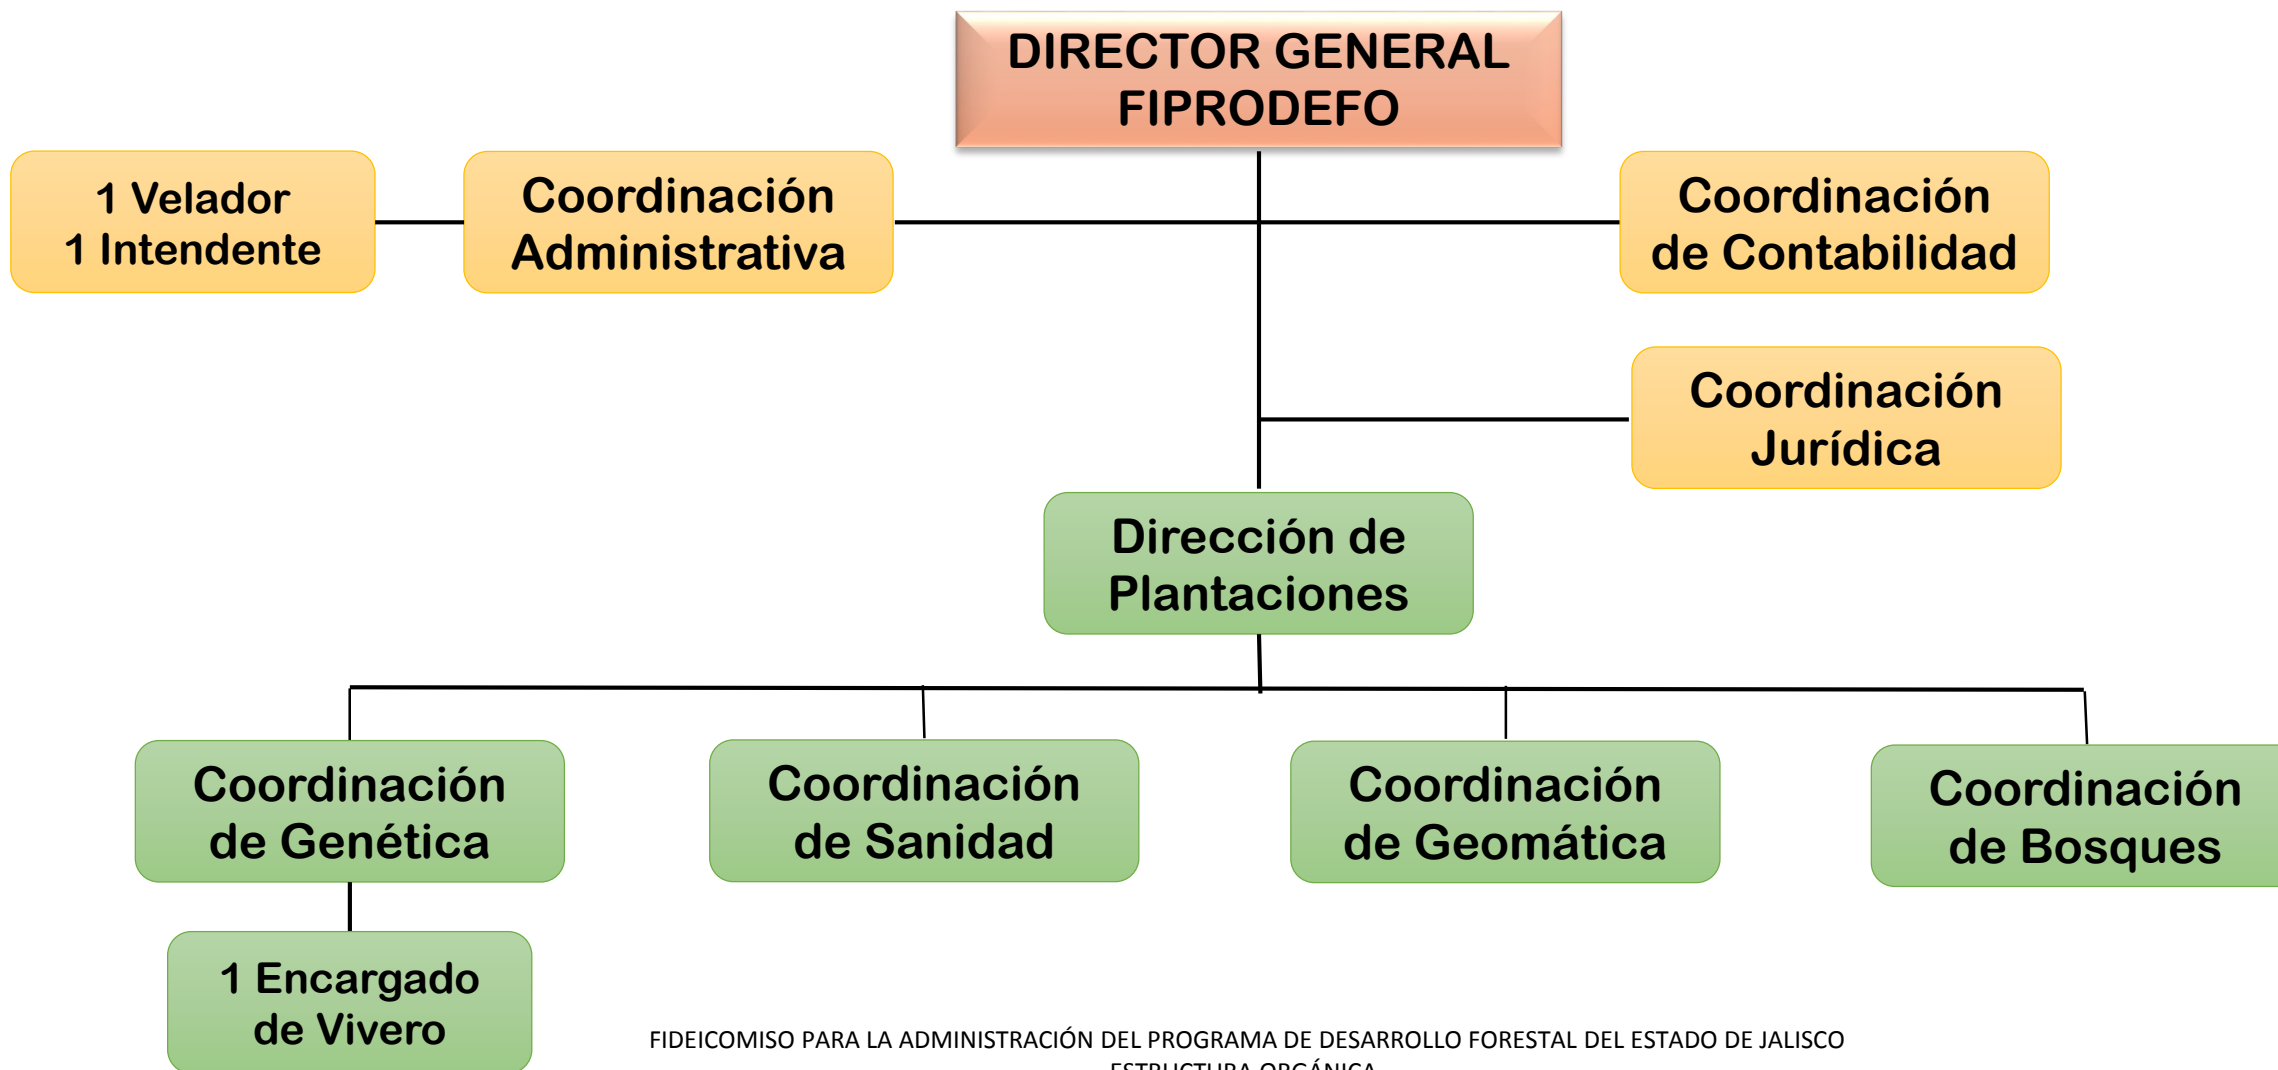 DIRECTOR GENERAL
FIPRODEFO
1 Velador
1 Intendente
Coordinación
Administrativa
Coordinación
de Contabilidad
Coordinación
Jurídica
Dirección de
Plantaciones
Coordinación
de Genética
Coordinación
de Sanidad
Coordinación
de Geomática
Coordinación
de Bosques
1 Encargado
de Vivero
FIDEICOMISO PARA LA ADMINISTRACIÓN DEL PROGRAMA DE DESARROLLO FORESTAL DEL ESTADO DE JALISCO
ESTRUCTURA ORGÁNICA